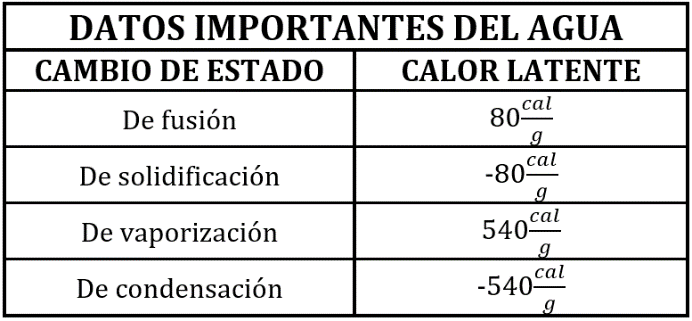 DATOS IMPORTANTES DEL AGUA
CAMBIO DE ESTADO CALOR LATENTE
De fusión 80 cal/g
De solidificación -80 cal/g
De vaporización 540 cal/g
De condensación -540 cal/g